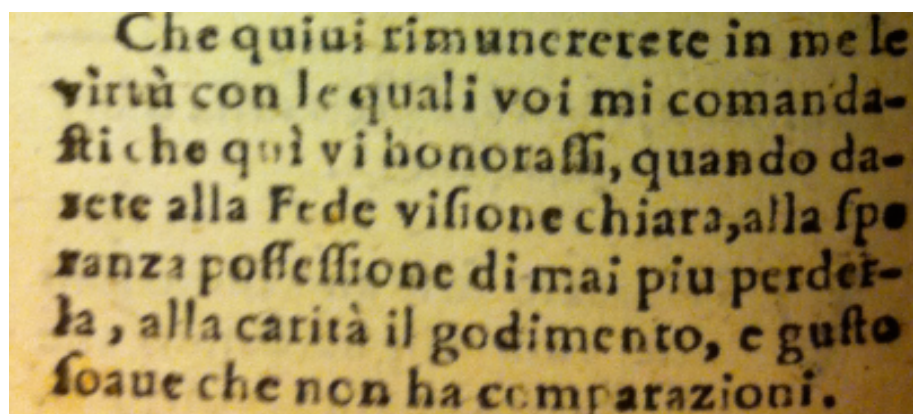 Che quiui rimunererete in me le
virtù con le quali voi mi comanda-
ſti che quì vi honoraſſi, quando da-
rete alla Fede viſione chiara, alla ſpe
ranza poſſeſſione di mai piu perder-
la, alla carità il godimento, e guſto
ſoaue che non ha comparazioni.